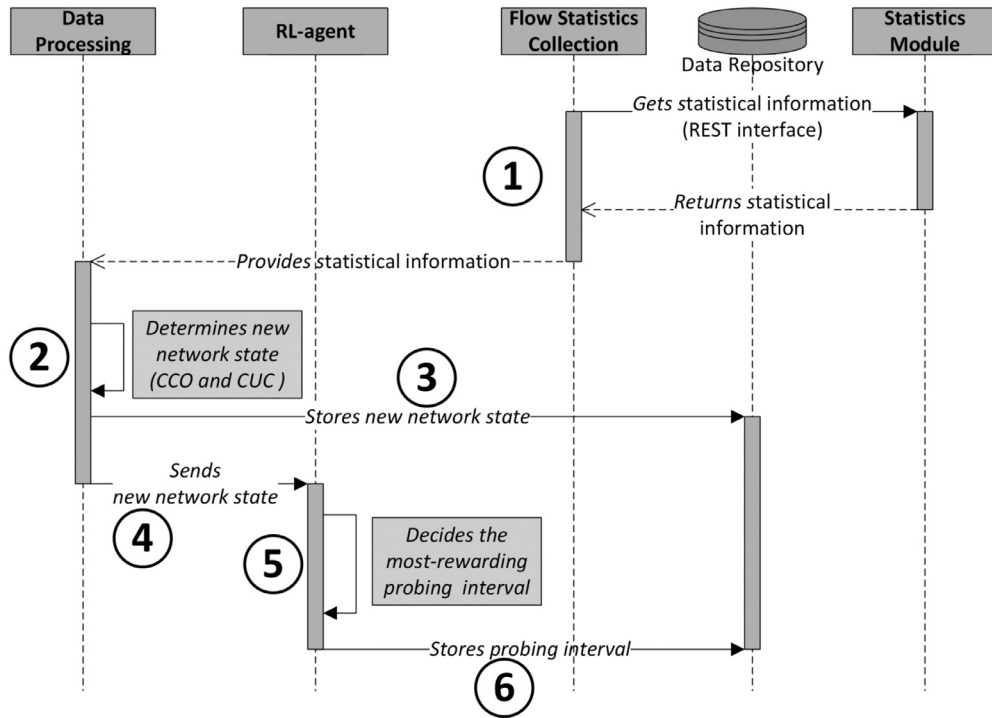 Data
Processing
RL-agent
Flow Statistics
Collection
Data Repository
Statistics
Module
Gets statistical information
(REST interface)
1
Returns statistical
information
Provides statistical information
2
Determines new
network state
(CCO and CUC )
3
Stores new network state
Sends
new network state
4
5
Decides the
most-rewarding
probing interval
Stores probing interval
6